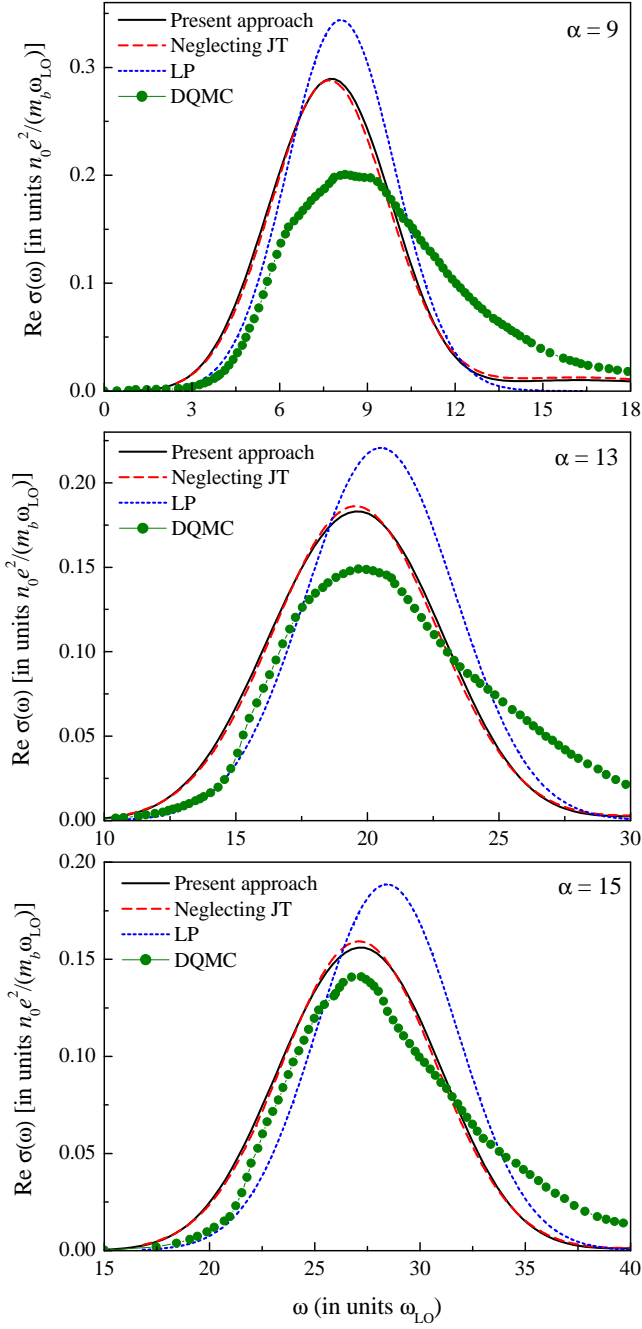 α = 9
Present approach
Neglecting JT
LP
DQMC
Re σ(ω) [in units n₀e²/(m_bω_LO)]
0.3
0.2
0.1
0.0
0 3 6 9 12 15 18
α = 13
Present approach
Neglecting JT
LP
DQMC
Re σ(ω) [in units n₀e²/(m_bω_LO)]
0.20
0.15
0.10
0.05
0.00
10 15 20 25 30
α = 15
Present approach
Neglecting JT
LP
DQMC
Re σ(ω) [in units n₀e²/(m_bω_LO)]
0.20
0.15
0.10
0.05
0.00
15 20 25 30 35 40
ω (in units ω_LO)